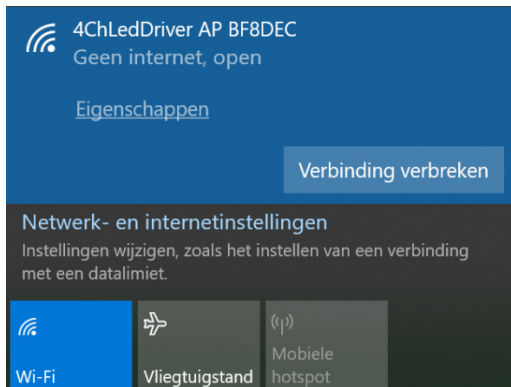 4ChLedDriver AP BF8DEC
Geen internet, open
Eigenschappen
Verbinding verbreken
Netwerk- en internetinstellingen
Instellingen wijzigen, zoals het instellen van een verbinding
met een datalimiet.
Wi-Fi
Vliegtuigstand
Mobiele
hotspot